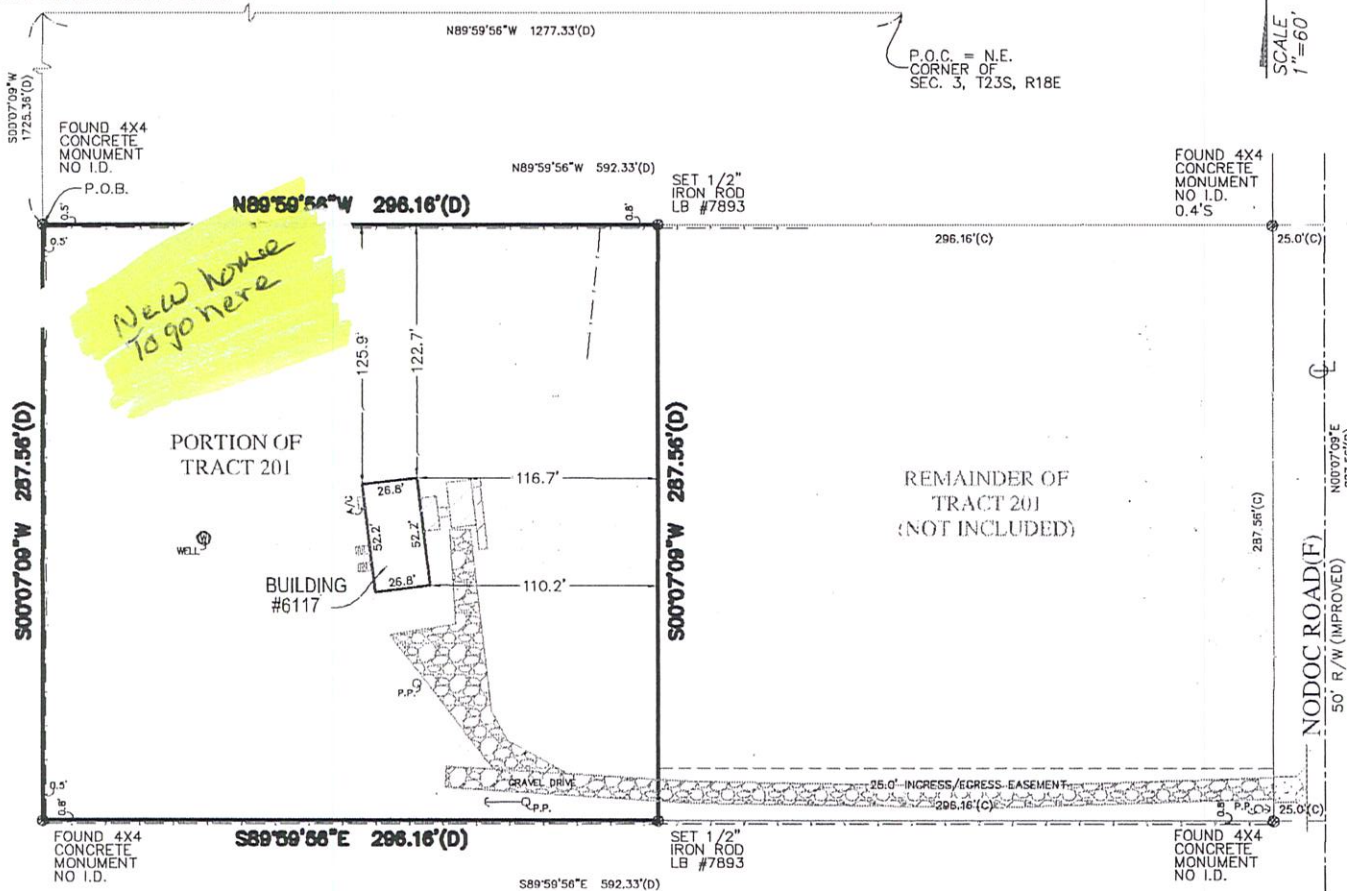 N89°59'56"W 1277.33'(D)
P.O.C. = N.E.
CORNER OF
SEC. 3, T23S, R18E
SCALE
1"=60'
S00°07'09"W
1725.36'(D)
FOUND 4X4
CONCRETE
MONUMENT
NO I.D.
P.O.B.
N89°59'56"W 592.33'(D)
SET 1/2"
IRON ROD
LB #7893
FOUND 4X4
CONCRETE
MONUMENT
NO I.D.
0.4'S
0.5'
N89°59'56"W 296.16'(D)
0.8'
0.5'
296.16'(C)
25.0'(C)
New home
To go here
125.9'
122.7'
S00°07'09"W 287.56'(D)
PORTION OF
TRACT 201
WELL
A/C
26.8'
52.2'
52.2'
26.8'
116.7'
110.2'
BUILDING
#6117
S00°07'09"W 287.56'(D)
REMAINDER OF
TRACT 201
(NOT INCLUDED)
287.56'(C)
CL
N00°07'09"E
NODOC ROAD(F)
50' R/W (IMPROVED)
P.P.
GRAVEL DRIVE
25.0' INGRESS/EGRESS EASEMENT
296.16'(C)
P.P.
0.8'
P.P.
25.0'(C)
0.5'
0.8'
FOUND 4X4
CONCRETE
MONUMENT
NO I.D.
S89°59'56"E 296.16'(D)
SET 1/2"
IRON ROD
LB #7893
FOUND 4X4
CONCRETE
MONUMENT
NO I.D.
S89°59'56"E 592.33'(D)